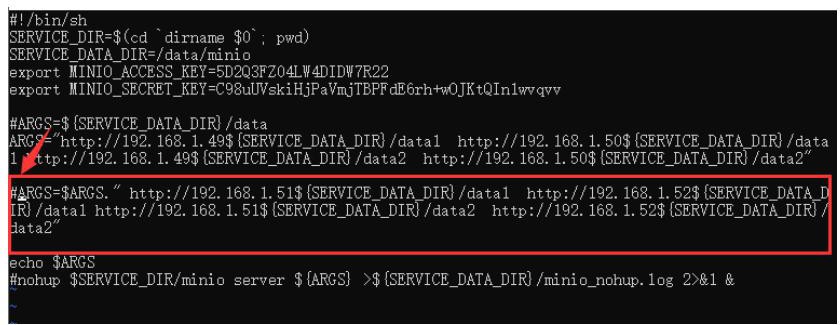 #!/bin/sh
SERVICE_DIR=$(cd `dirname $0`; pwd)
SERVICE_DATA_DIR=/data/minio
export MINIO_ACCESS_KEY=5D2Q3FZ04LW4DIDW7R22
export MINIO_SECRET_KEY=C98uUVskiHjPaVmjTBPFdE6rh+wOJKtQIn1wvqvv
#ARGS=${SERVICE_DATA_DIR}/data
ARGS="http://192.168.1.49${SERVICE_DATA_DIR}/data1 http://192.168.1.50${SERVICE_DATA_DIR}/data
1 http://192.168.1.49${SERVICE_DATA_DIR}/data2 http://192.168.1.50${SERVICE_DATA_DIR}/data2"
#ARGS=$ARGS." http://192.168.1.51${SERVICE_DATA_DIR}/data1 http://192.168.1.52${SERVICE_DATA_D
IR}/data1 http://192.168.1.51${SERVICE_DATA_DIR}/data2 http://192.168.1.52${SERVICE_DATA_DIR}/
data2"
echo $ARGS
#nohup $SERVICE_DIR/minio server ${ARGS} >${SERVICE_DATA_DIR}/minio_nohup.log 2>&1 &
~
~
~